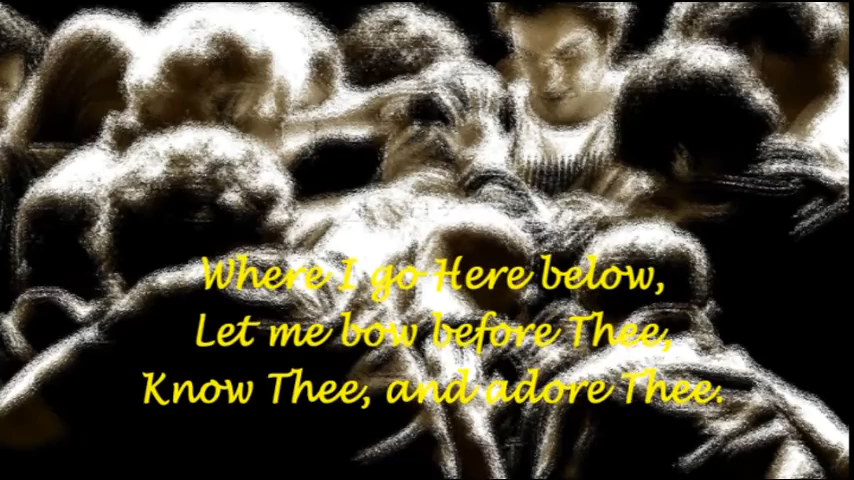 Where I go Here below,
Let me bow before Thee,
Know Thee, and adore Thee.